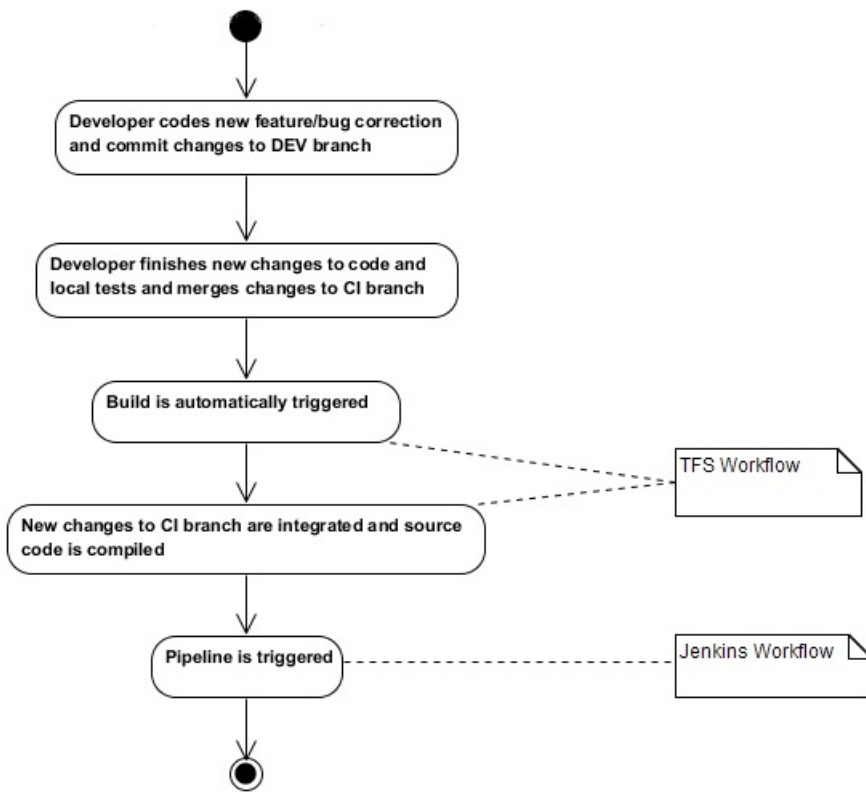 Developer codes new feature/bug correction
and commit changes to DEV branch
Developer finishes new changes to code and
local tests and merges changes to CI branch
Build is automatically triggered
TFS Workflow
New changes to CI branch are integrated and source
code is compiled
Pipeline is triggered
Jenkins Workflow